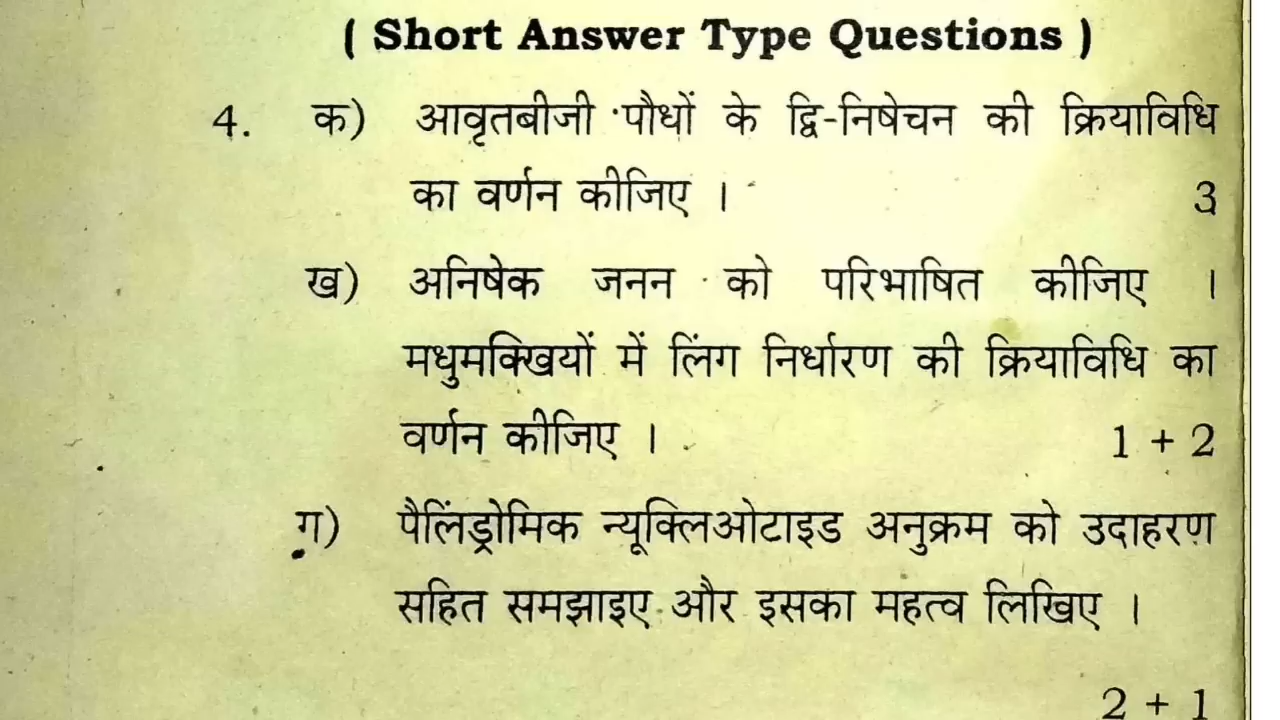 ( Short Answer Type Questions )
4. क) आवृतबीजी पौधों के द्वि-निषेचन की क्रियाविधि
का वर्णन कीजिए । 3
ख) अनिषेक जनन को परिभाषित कीजिए ।
मधुमक्खियों में लिंग निर्धारण की क्रियाविधि का
वर्णन कीजिए । 1 + 2
ग) पैलिंड्रोमिक न्यूक्लिओटाइड अनुक्रम को उदाहरण
सहित समझाइए और इसका महत्व लिखिए ।
2 + 1